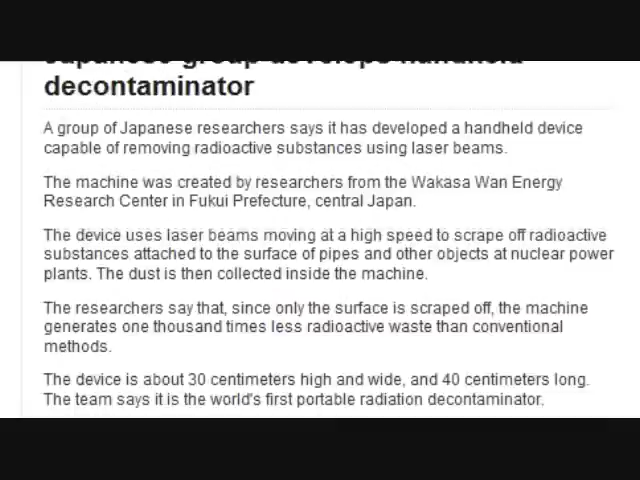 Japanese group develops handheld
decontaminator
A group of Japanese researchers says it has developed a handheld device
capable of removing radioactive substances using laser beams.
The machine was created by researchers from the Wakasa Wan Energy
Research Center in Fukui Prefecture, central Japan.
The device uses laser beams moving at a high speed to scrape off radioactive
substances attached to the surface of pipes and other objects at nuclear power
plants. The dust is then collected inside the machine.
The researchers say that, since only the surface is scraped off, the machine
generates one thousand times less radioactive waste than conventional
methods.
The device is about 30 centimeters high and wide, and 40 centimeters long.
The team says it is the world's first portable radiation decontaminator.